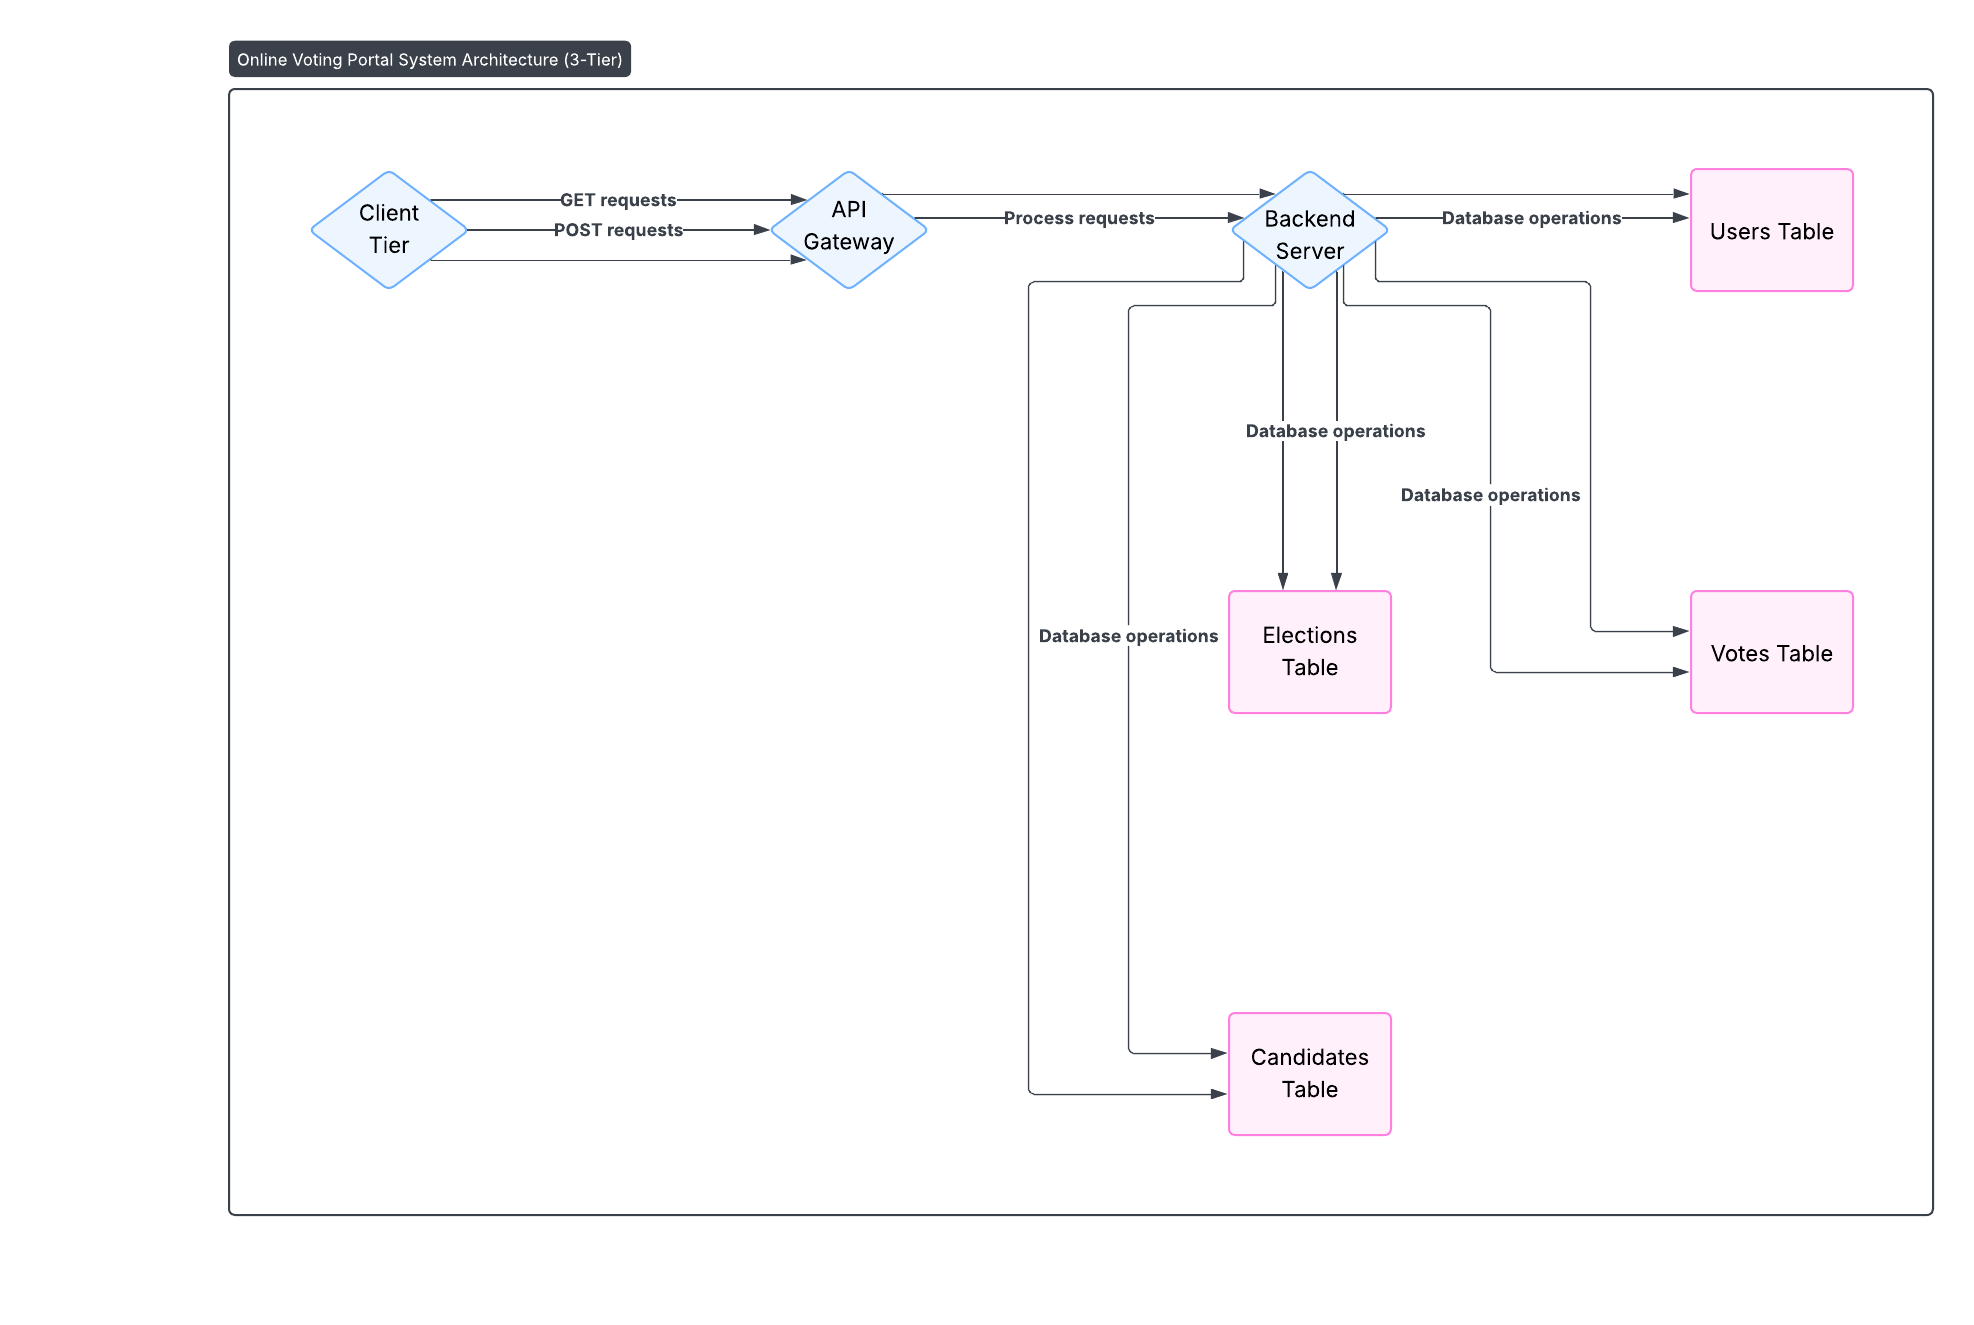 Online Voting Portal System Architecture (3-Tier)
Client
Tier
GET requests
POST requests
API
Gateway
Process requests
Backend
Server
Database operations
Users Table
Database operations
Database operations
Database operations
Elections
Table
Votes Table
Candidates
Table